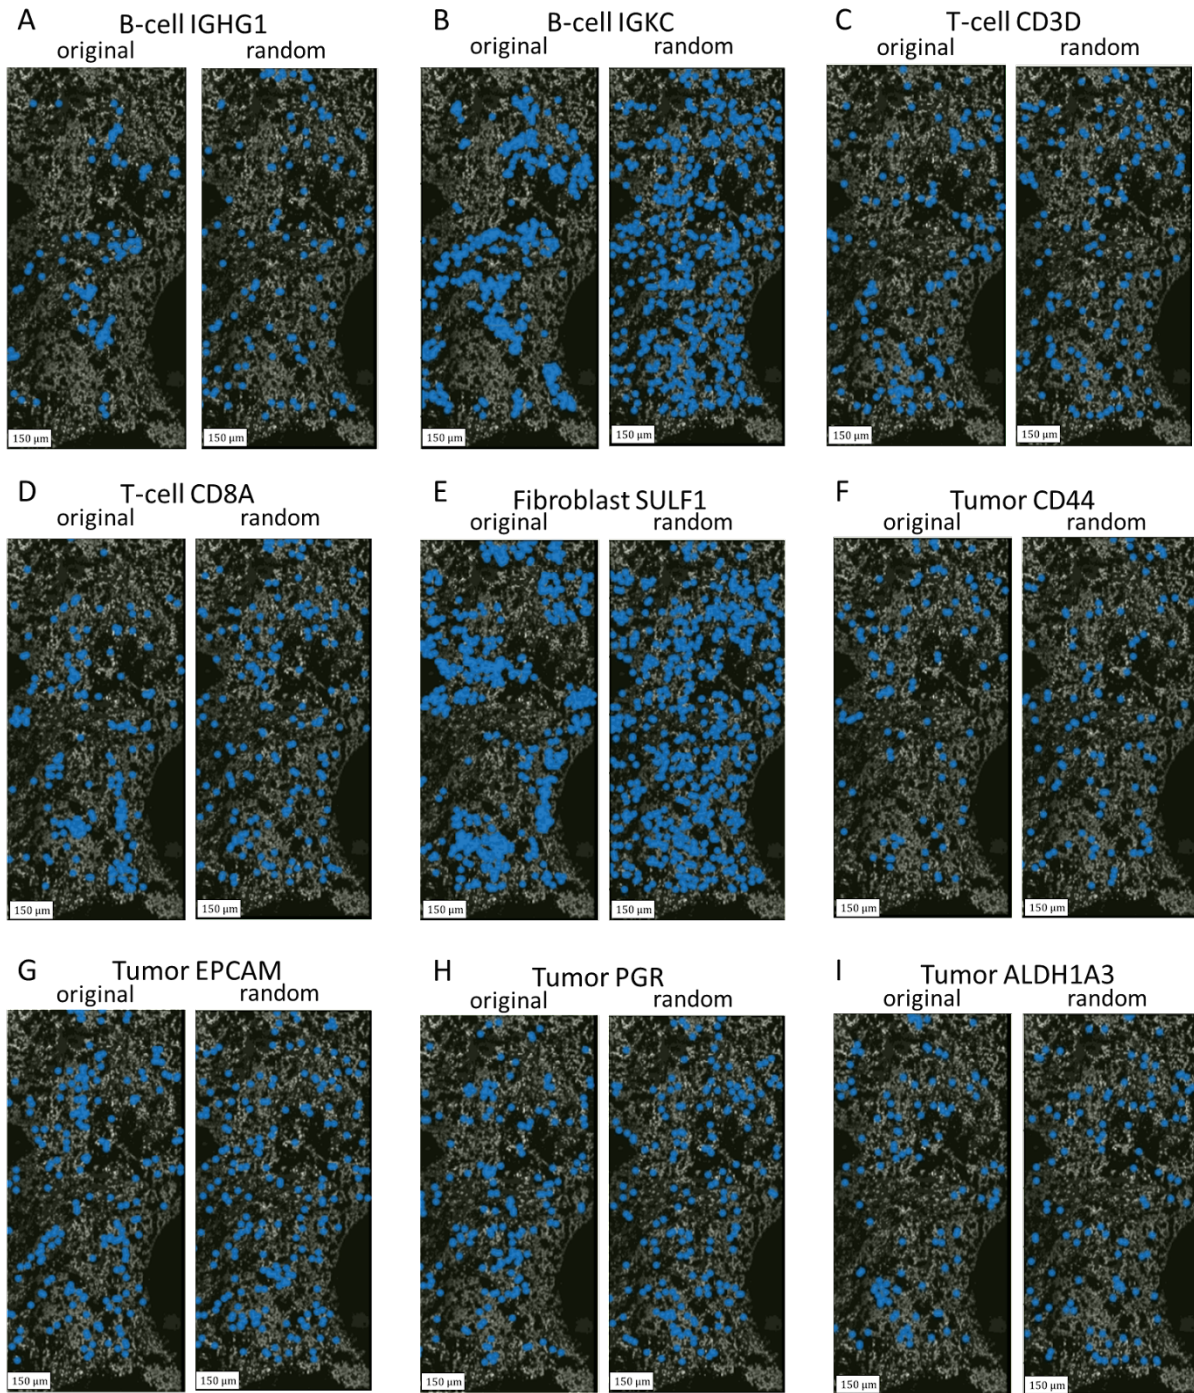 A
B-cell IGHG1
original random
B
B-cell IGKC
original random
C
T-cell CD3D
original random
150 μm 150 μm
150 μm 150 μm
150 μm 150 μm
D
T-cell CD8A
original random
E
Fibroblast SULF1
original random
F
Tumor CD44
original random
150 μm 150 μm
150 μm 150 μm
150 μm 150 μm
G
Tumor EPCAM
original random
H
Tumor PGR
original random
I
Tumor ALDH1A3
original random
150 μm 150 μm
150 μm 150 μm
150 μm 150 μm